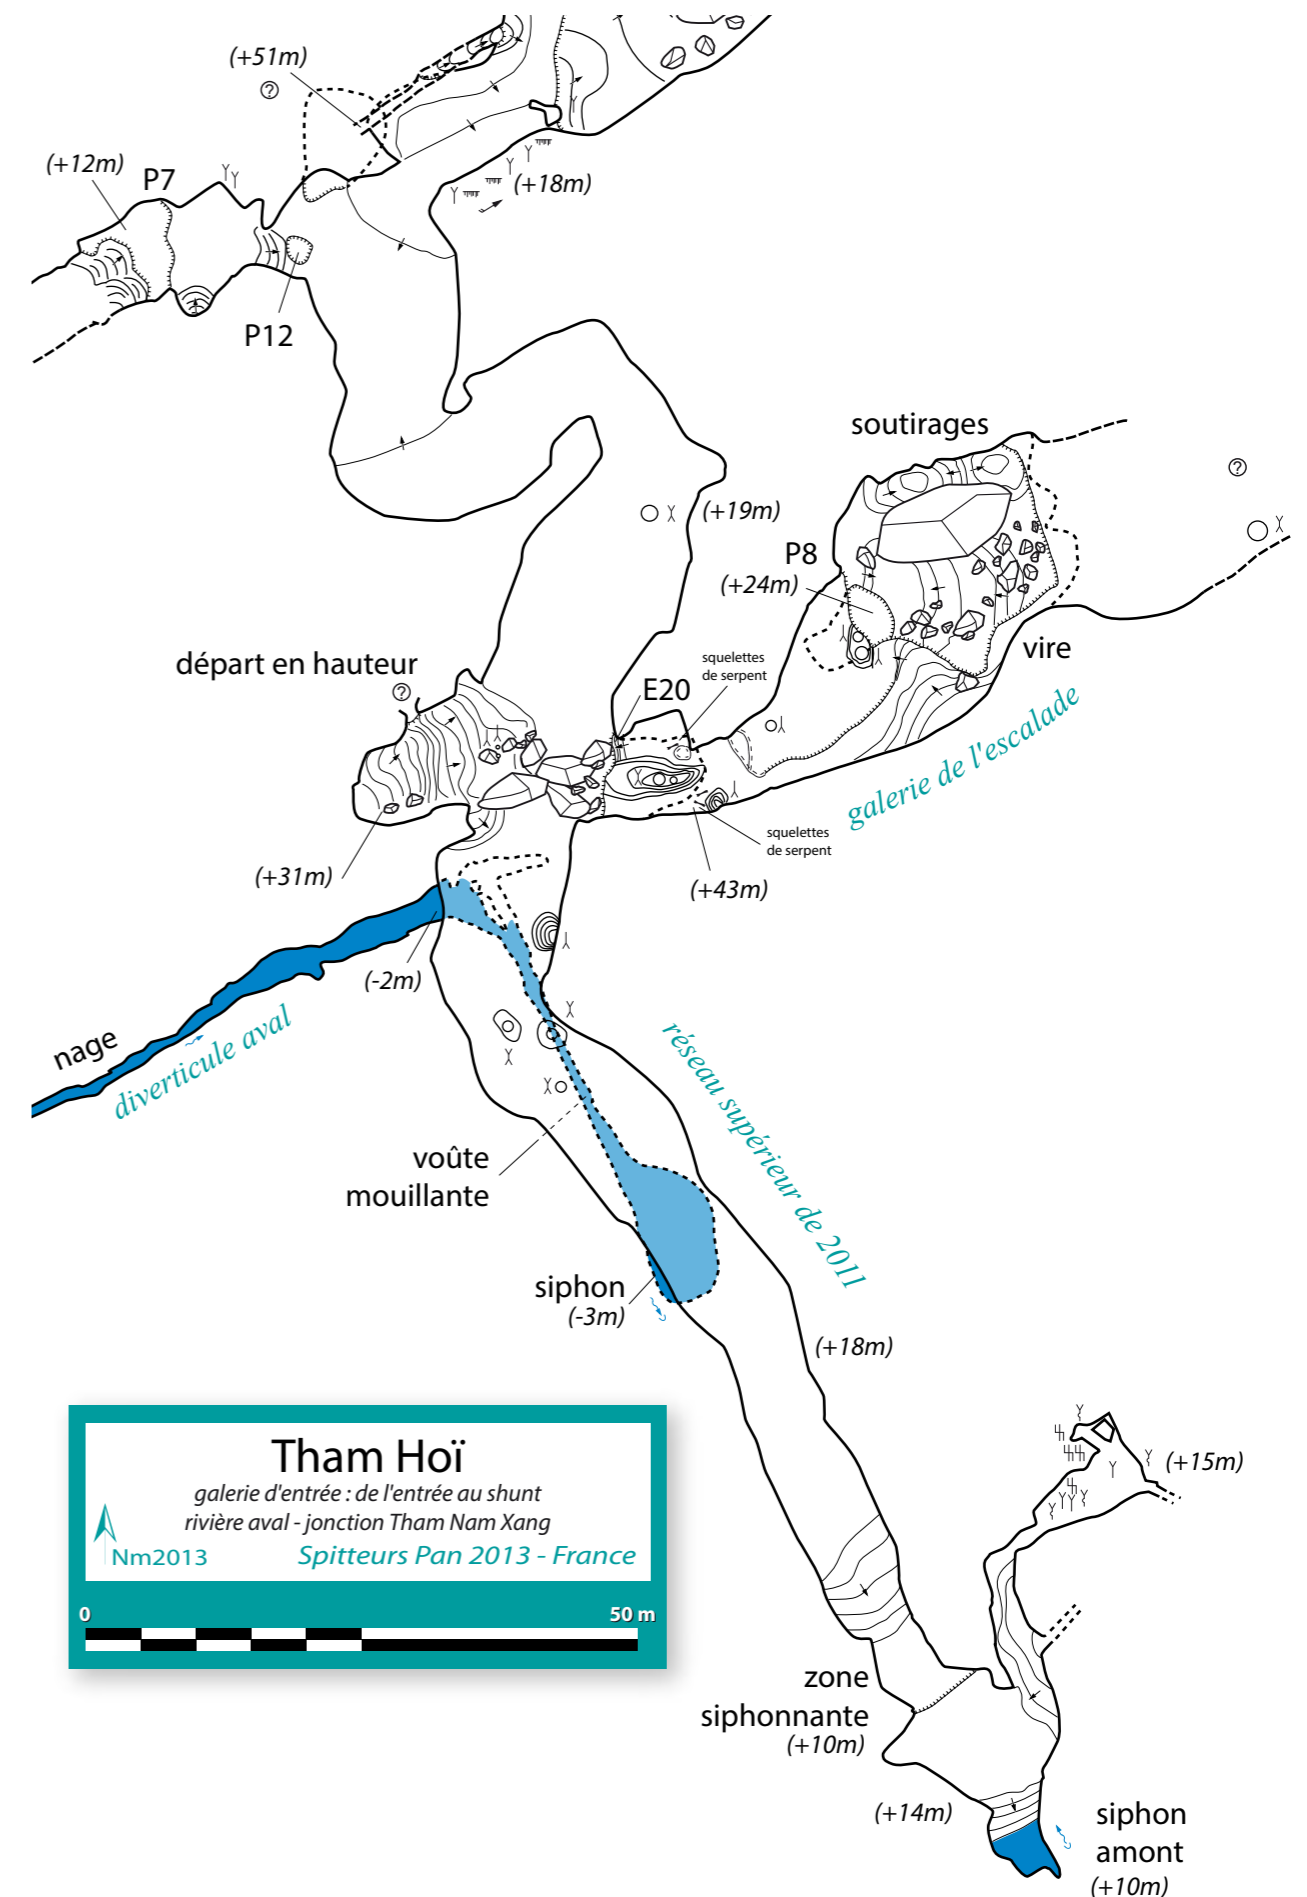 (+51m)
?
(+12m)
P7
(+18m)
P12
soutirages
?
(+19m)
P8
(+24m)
vire
départ en hauteur
?
squelettes
de serpent
E20
galerie de l'escalade
squelettes
de serpent
(+31m)
(+43m)
(-2m)
nage
diverticule aval
réseau supérieur de 2011
voûte
mouillante
siphon
(-3m)
(+18m)
Tham Hoï
galerie d'entrée : de l'entrée au shunt
rivière aval - jonction Tham Nam Xang
Nm2013
Spitteurs Pan 2013 - France
0
50 m
(+15m)
zone
siphonnante
(+10m)
(+14m)
siphon
amont
(+10m)